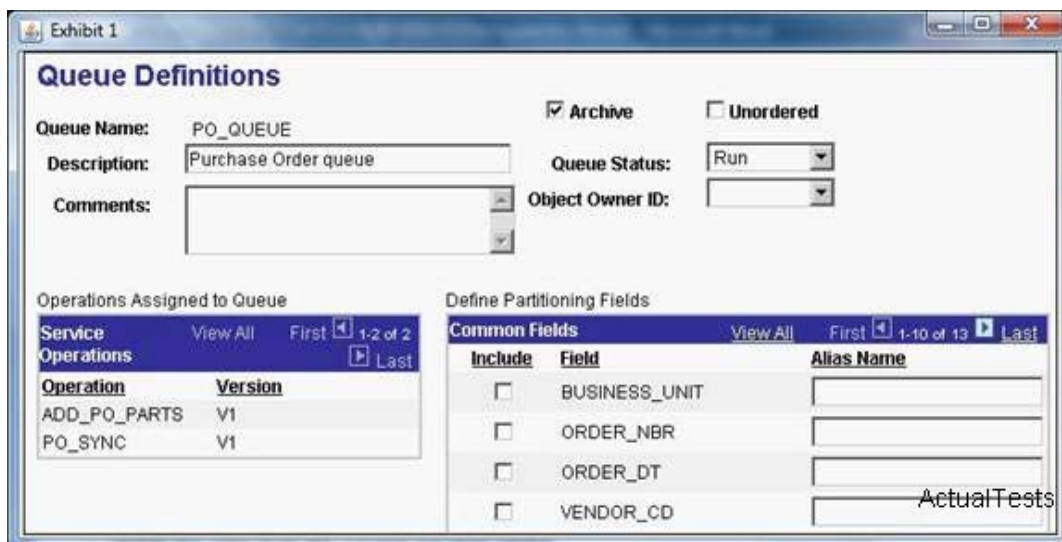 Exhibit 1
Queue Definitions
Archive
Unordered
Queue Name: PO_QUEUE
Description: Purchase Order queue
Queue Status: Run
Comments:
Object Owner ID:
Operations Assigned to Queue
Define Partitioning Fields
Service Operations View All First 1-2 of 2 Last
Common Fields View All First 1-10 of 13 Last
Operation Version
Include Field Alias Name
ADD_PO_PARTS V1
PO_SYNC V1
BUSINESS_UNIT
ORDER_NBR
ORDER_DT
VENDOR_CD
ActualTests